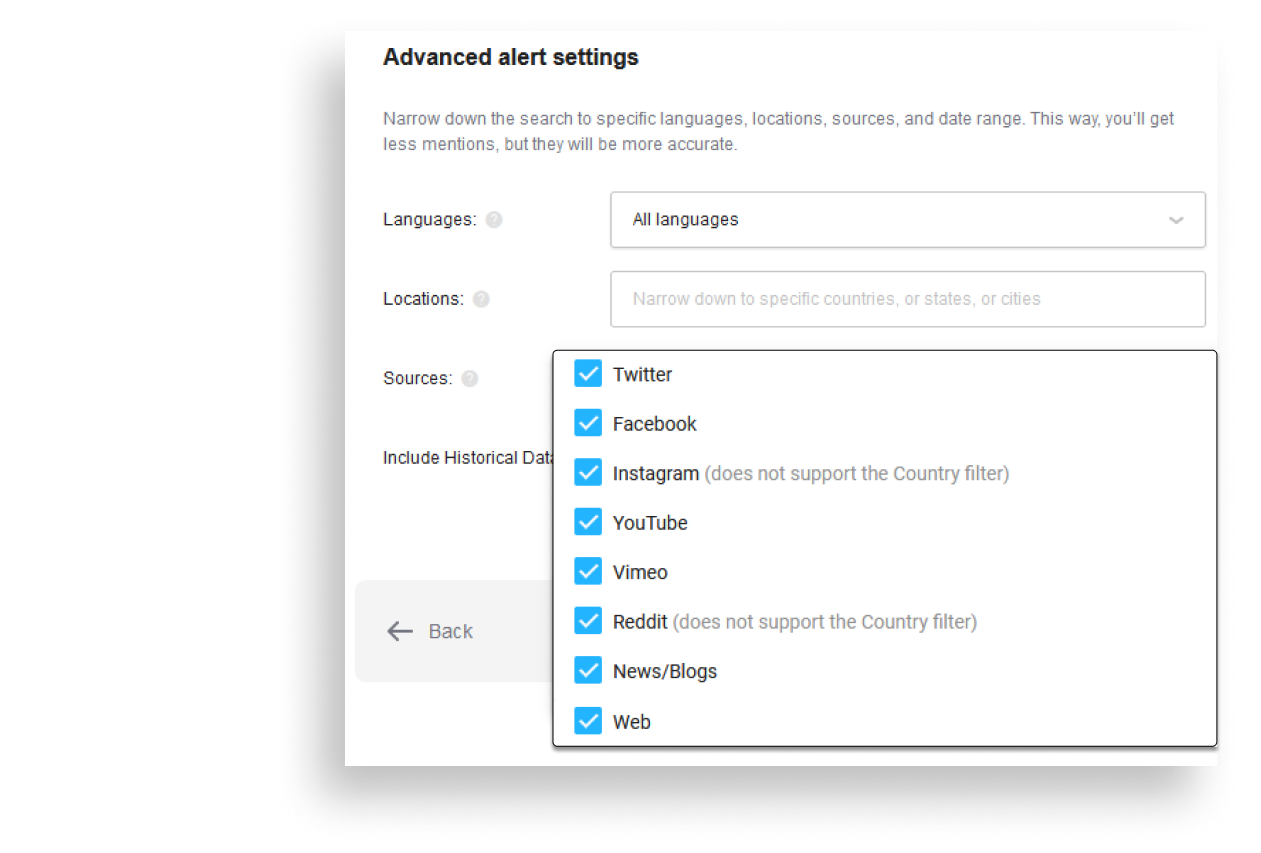 Advanced alert settings
Narrow down the search to specific languages, locations, sources, and date range. This way, you'll get
less mentions, but they will be more accurate.
Languages: ?
All languages
Locations: ?
Narrow down to specific countries, or states, or cities
Sources: ?
Twitter
Facebook
Include Historical Data
Instagram (does not support the Country filter)
YouTube
Vimeo
Back
Reddit (does not support the Country filter)
News/Blogs
Web